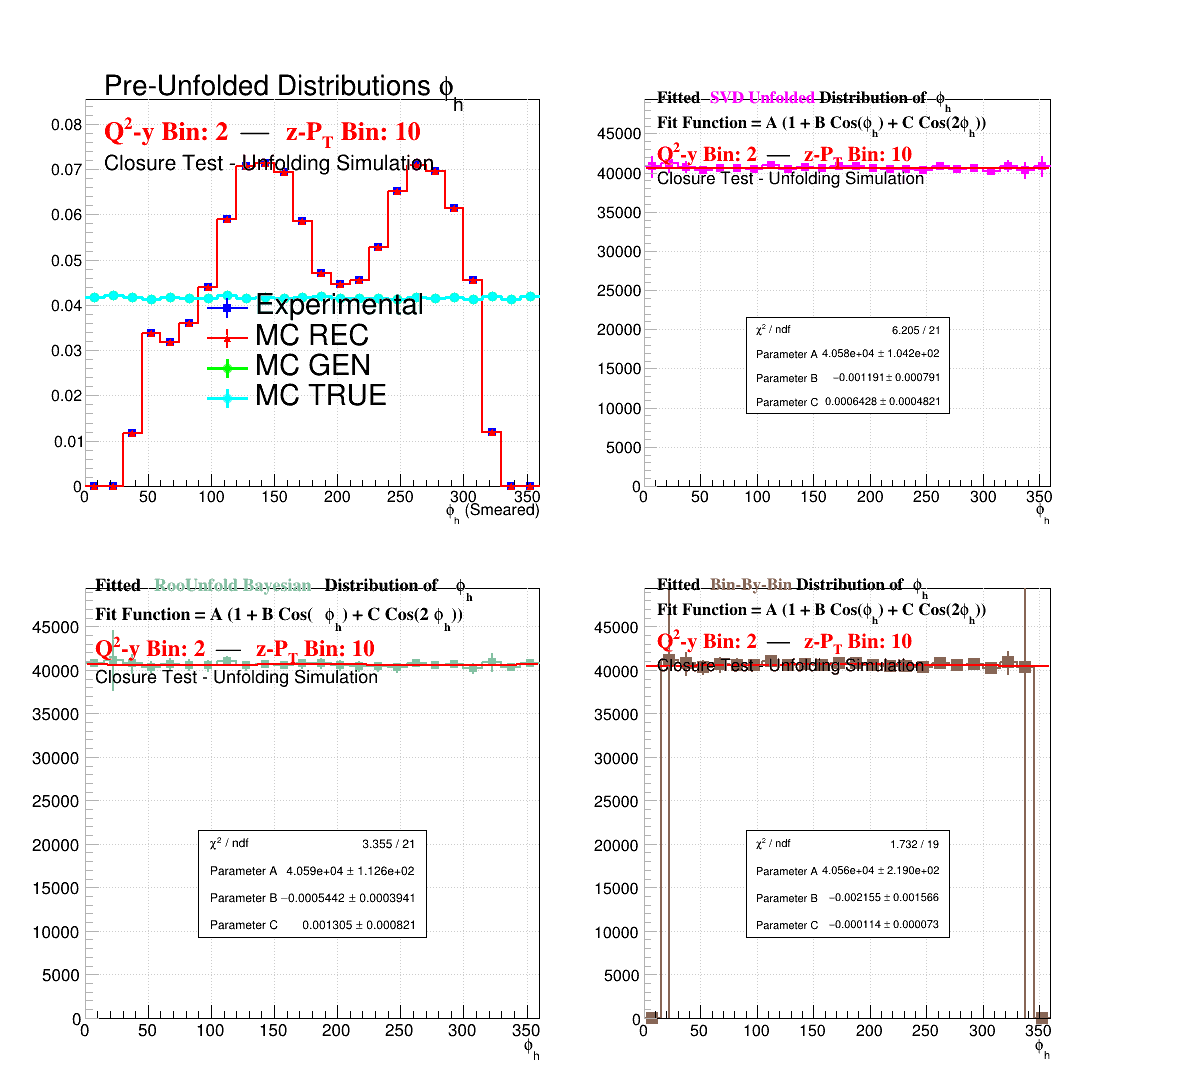 Pre-Unfolded Distributions ϕh
Q²-y Bin: 2 — z-PT Bin: 10
Closure Test - Unfolding Simulation
0.08
0.07
0.06
0.05
0.04
0.03
0.02
0.01
0
Experimental
MC REC
MC GEN
MC TRUE
0 50 100 150 200 250 300 350
ϕh (Smeared)
Fitted SVD Unfolded Distribution of ϕh
Fit Function = A (1 + B Cos(ϕh) + C Cos(2ϕh))
Q²-y Bin: 2 — z-PT Bin: 10
Closure Test - Unfolding Simulation
45000
40000
35000
30000
25000
20000
15000
10000
5000
0
χ² / ndf 6.205 / 21
Parameter A 4.058e+04 ± 1.042e+02
Parameter B −0.001191 ± 0.000791
Parameter C 0.0006428 ± 0.0004821
0 50 100 150 200 250 300 350
ϕh
Fitted RooUnfold Bayesian Distribution of ϕh
Fit Function = A (1 + B Cos( ϕh) + C Cos(2 ϕh))
Q²-y Bin: 2 — z-PT Bin: 10
Closure Test - Unfolding Simulation
45000
40000
35000
30000
25000
20000
15000
10000
5000
0
χ² / ndf 3.355 / 21
Parameter A 4.059e+04 ± 1.126e+02
Parameter B −0.0005442 ± 0.0003941
Parameter C 0.001305 ± 0.000821
0 50 100 150 200 250 300 350
ϕh
Fitted Bin-By-Bin Distribution of ϕh
Fit Function = A (1 + B Cos(ϕh) + C Cos(2ϕh))
Q²-y Bin: 2 — z-PT Bin: 10
Closure Test - Unfolding Simulation
45000
40000
35000
30000
25000
20000
15000
10000
5000
0
χ² / ndf 1.732 / 19
Parameter A 4.056e+04 ± 2.190e+02
Parameter B −0.002155 ± 0.001566
Parameter C −0.000114 ± 0.000073
0 50 100 150 200 250 300 350
ϕh